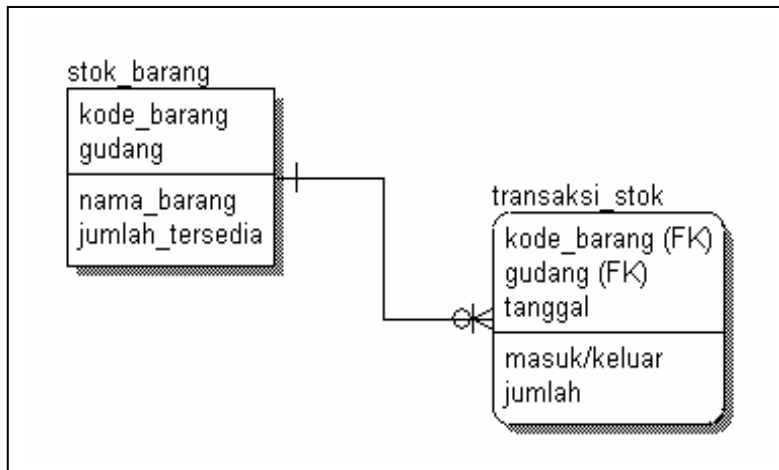 stok_barang
kode_barang
gudang
nama_barang
jumlah_tersedia
transaksi_stok
kode_barang (FK)
gudang (FK)
tanggal
masuk/keluar
jumlah